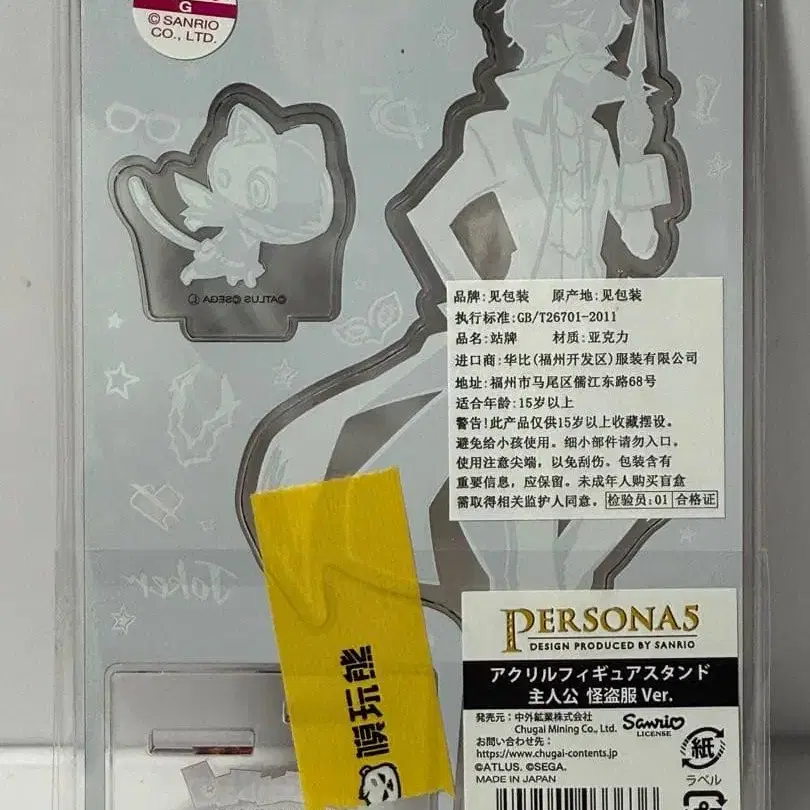 G
© SANRIO
CO., LTD.
©ATLUS ©SEGA Ⓛ
品牌:见包装 原产地:见包装
执行标准:GB/T26701-2011
品名:站牌 材质:亚克力
进口商:华比(福州开发区)服装有限公司
地址:福州市马尾区儒江东路68号
适合年龄:15岁以上
警告!此产品仅供15岁以上收藏摆设。
避免给小孩使用。细小部件请勿入口。
使用注意尖端，以免刮伤。包装含有
重要信息，应保留。未成年人购买盲盒
需取得相关监护人同意。 检验员:01 合格证
Joker
模玩熊
PERSONA5
DESIGN PRODUCED BY SANRIO
アクリルフィギュアスタンド
主人公 怪盗服 Ver.
発売元：中外鉱業株式会社
Chugai Mining Co., Ltd.
Sanrio
LICENSE
お問い合わせ先：
https://www.chugai-contents.jp
©ATLUS. ©SEGA.
MADE IN JAPAN
紙
ラベル